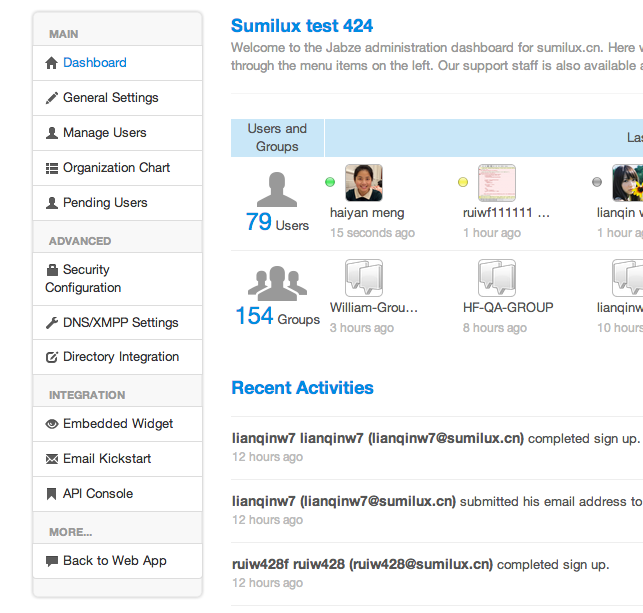 MAIN
Dashboard
General Settings
Manage Users
Organization Chart
Pending Users
ADVANCED
Security
Configuration
DNS/XMPP Settings
Directory Integration
INTEGRATION
Embedded Widget
Email Kickstart
API Console
MORE...
Back to Web App
Sumilux test 424
Welcome to the Jabze administration dashboard for sumilux.cn. Here
through the menu items on the left. Our support staff is also available
Users and
Groups
79 Users
haiyan meng
15 seconds ago
ruiwf111111 ...
1 hour ago
lianqin
1 hour
154 Groups
William-Grou...
3 hours ago
HF-QA-GROUP
8 hours ago
lianqinw
10 hours
Recent Activities
lianqinw7 lianqinw7 (lianqinw7@sumilux.cn) completed sign up.
12 hours ago
lianqinw7 (lianqinw7@sumilux.cn) submitted his email address to
12 hours ago
ruiw428f ruiw428 (ruiw428@sumilux.cn) completed sign up.
12 hours ago